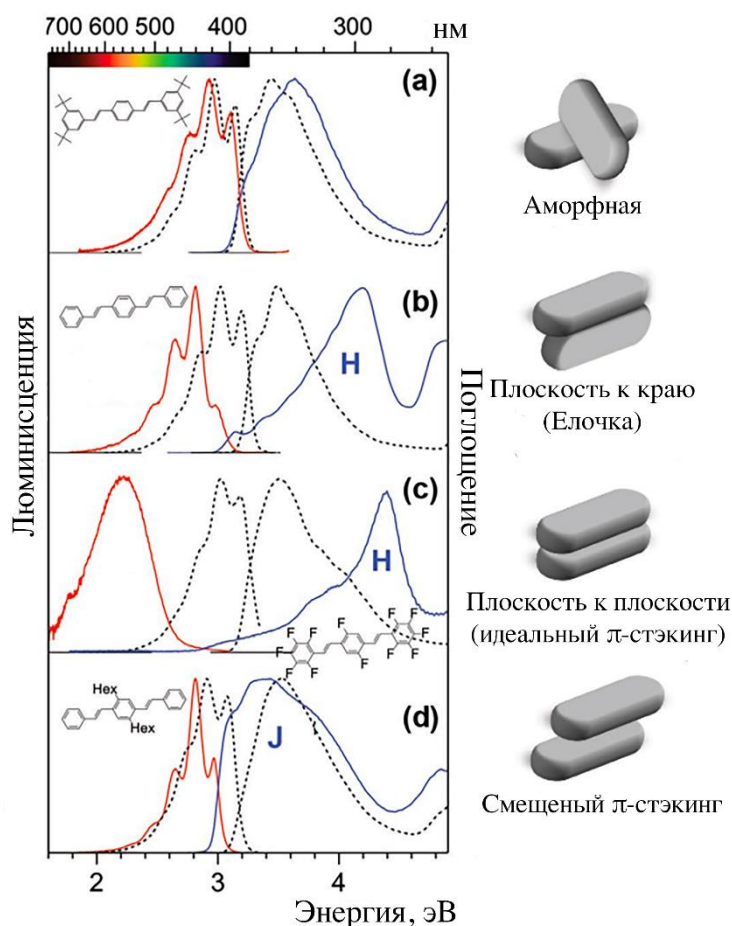 700 600 500 400 300 нм
(a)
Аморфная
(b)
H
Плоскость к краю
(Елочка)
Люминисценция
Поглощение
(c)
H
Плоскость к плоскости
(идеальный π-стэкинг)
F F F F F F F F F F F F
Hex
Hex
(d)
J
Смещеный π-стэкинг
2 3 4
Энергия, эВ